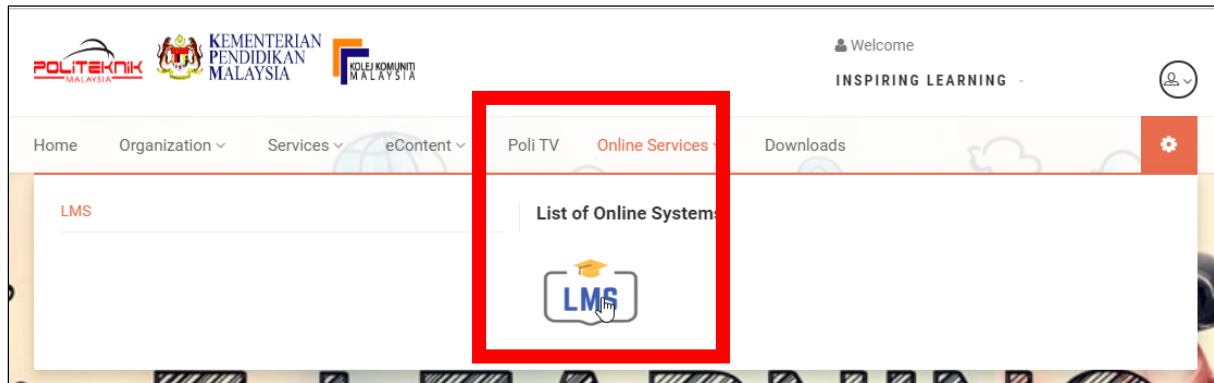 POLITEKNIK
MALAYSIA
KEMENTERIAN
PENDIDIKAN
MALAYSIA
KOLEJ KOMUNITI
MALAYSIA
Welcome
INSPIRING LEARNING -
Home Organization Services eContent Poli TV Online Services Downloads
LMS
List of Online Systems
LMS